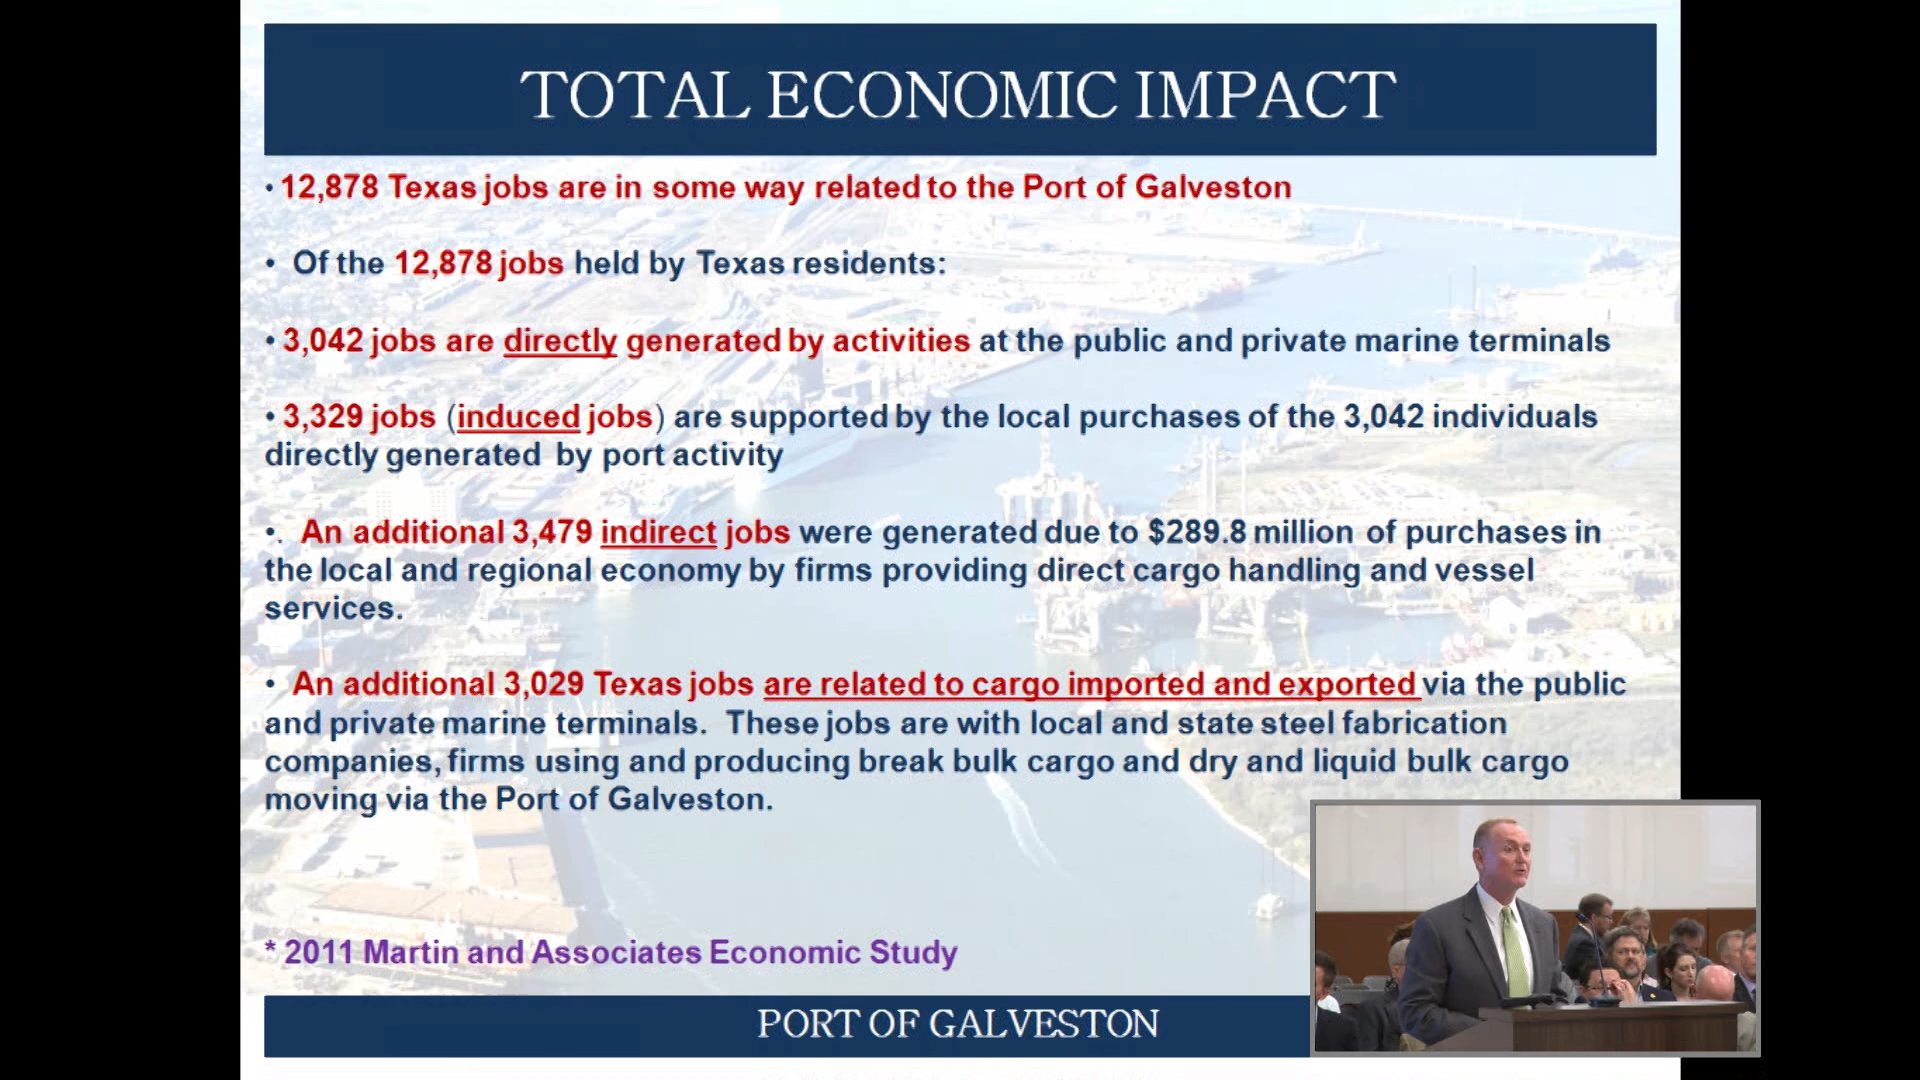 TOTAL ECONOMIC IMPACT
• 12,878 Texas jobs are in some way related to the Port of Galveston
• Of the 12,878 jobs held by Texas residents:
• 3,042 jobs are directly generated by activities at the public and private marine terminals
• 3,329 jobs (induced jobs) are supported by the local purchases of the 3,042 individuals
directly generated by port activity
•. An additional 3,479 indirect jobs were generated due to $289.8 million of purchases in
the local and regional economy by firms providing direct cargo handling and vessel
services.
• An additional 3,029 Texas jobs are related to cargo imported and exported via the public
and private marine terminals. These jobs are with local and state steel fabrication
companies, firms using and producing break bulk cargo and dry and liquid bulk cargo
moving via the Port of Galveston.
* 2011 Martin and Associates Economic Study
PORT OF GALVESTON